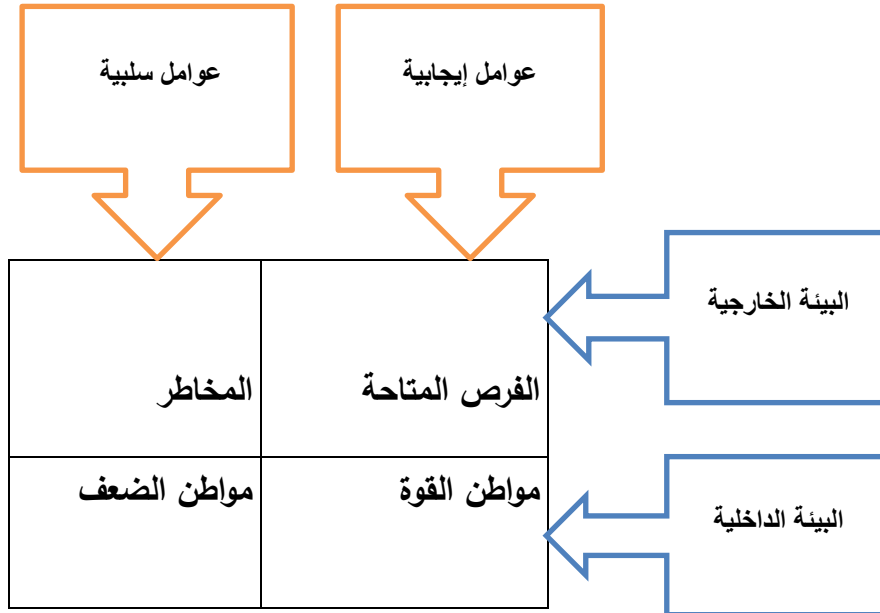 عوامل إيجابية
عوامل سلبية
البيئة الخارجية
الفرص المتاحة
المخاطر
البيئة الداخلية
مواطن القوة
مواطن الضعف